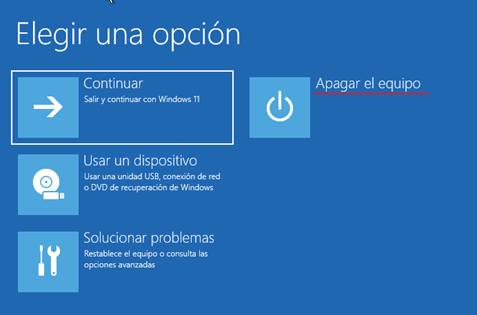 Elegir una opción
Continuar
Salir y continuar con Windows 11
Apagar el equipo
Usar un dispositivo
Usar una unidad USB, conexión de red
o DVD de recuperación de Windows
Solucionar problemas
Restablece el equipo o consulta las
opciones avanzadas